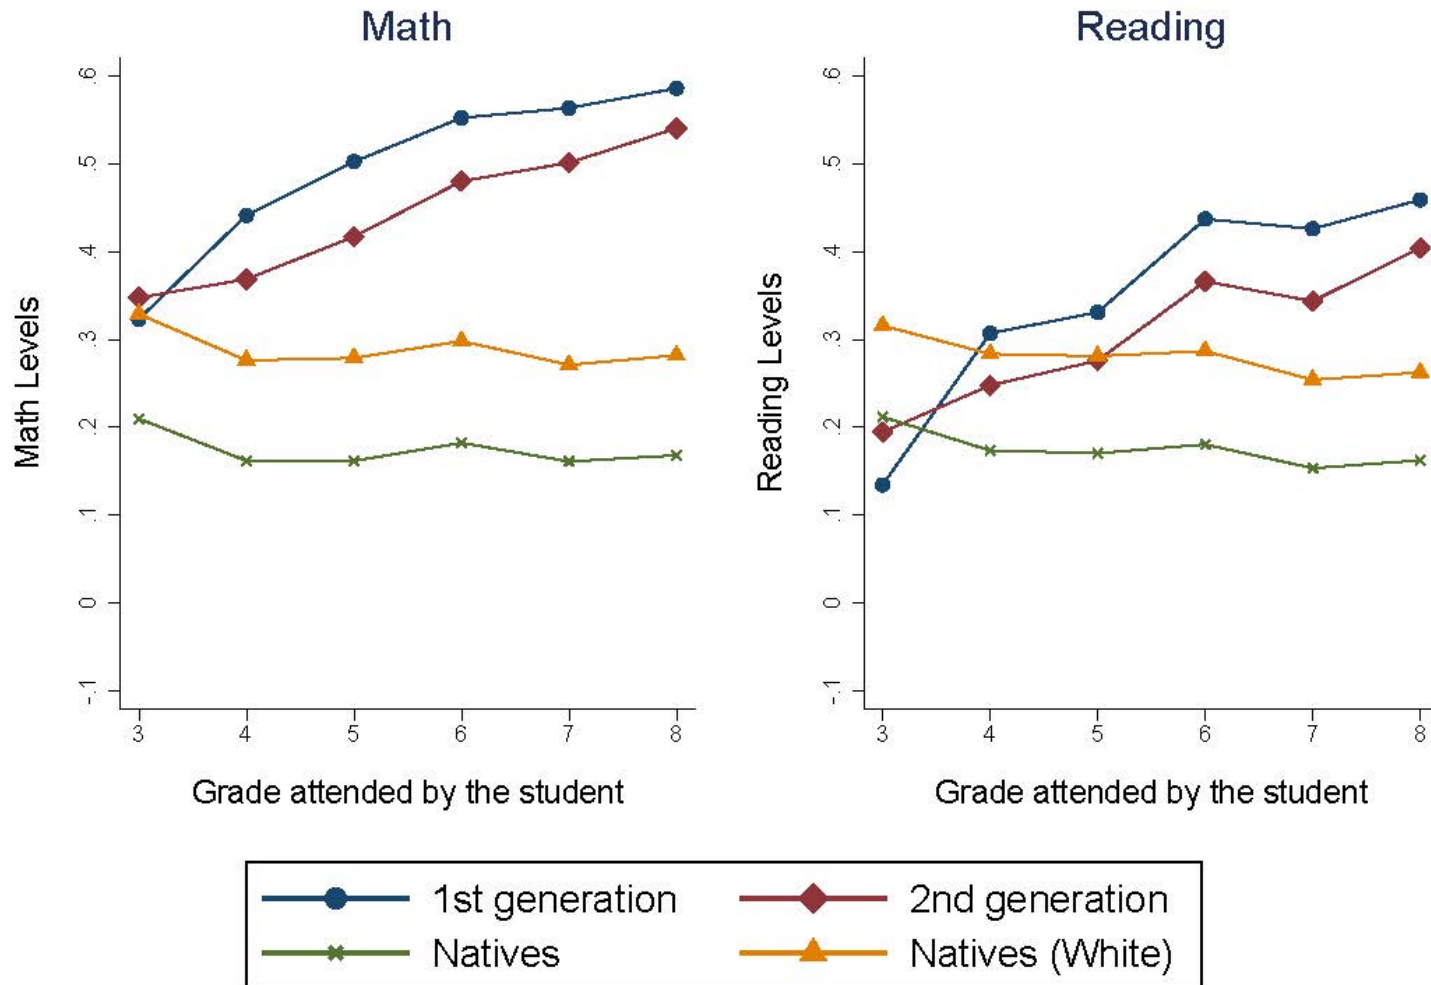 Math
Reading
Math Levels
.6
.5
.4
.3
.2
.1
0
-.1
3 4 5 6 7 8
Grade attended by the student
Reading Levels
.6
.5
.4
.3
.2
.1
0
-.1
3 4 5 6 7 8
Grade attended by the student
1st generation
2nd generation
Natives
Natives (White)